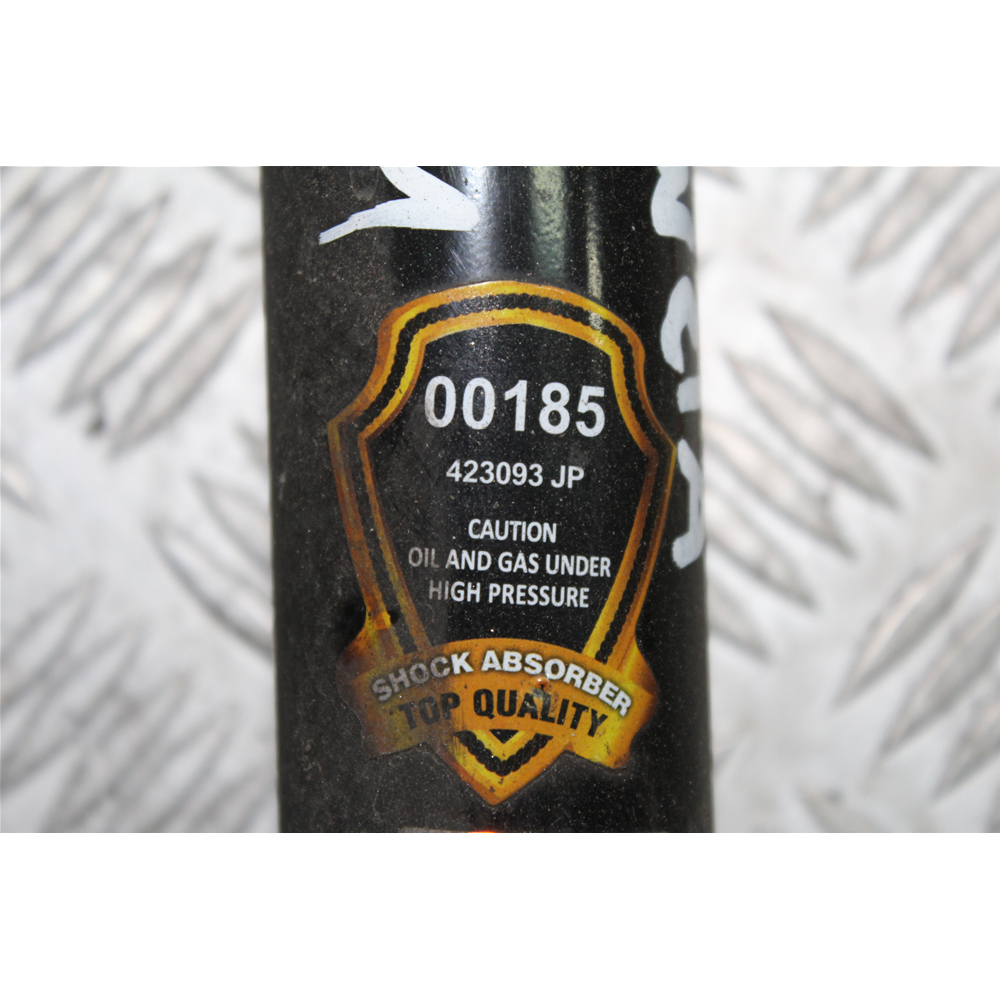 00185
423093 JP
CAUTION
OIL AND GAS UNDER
HIGH PRESSURE
SHOCK ABSORBER
TOP QUALITY